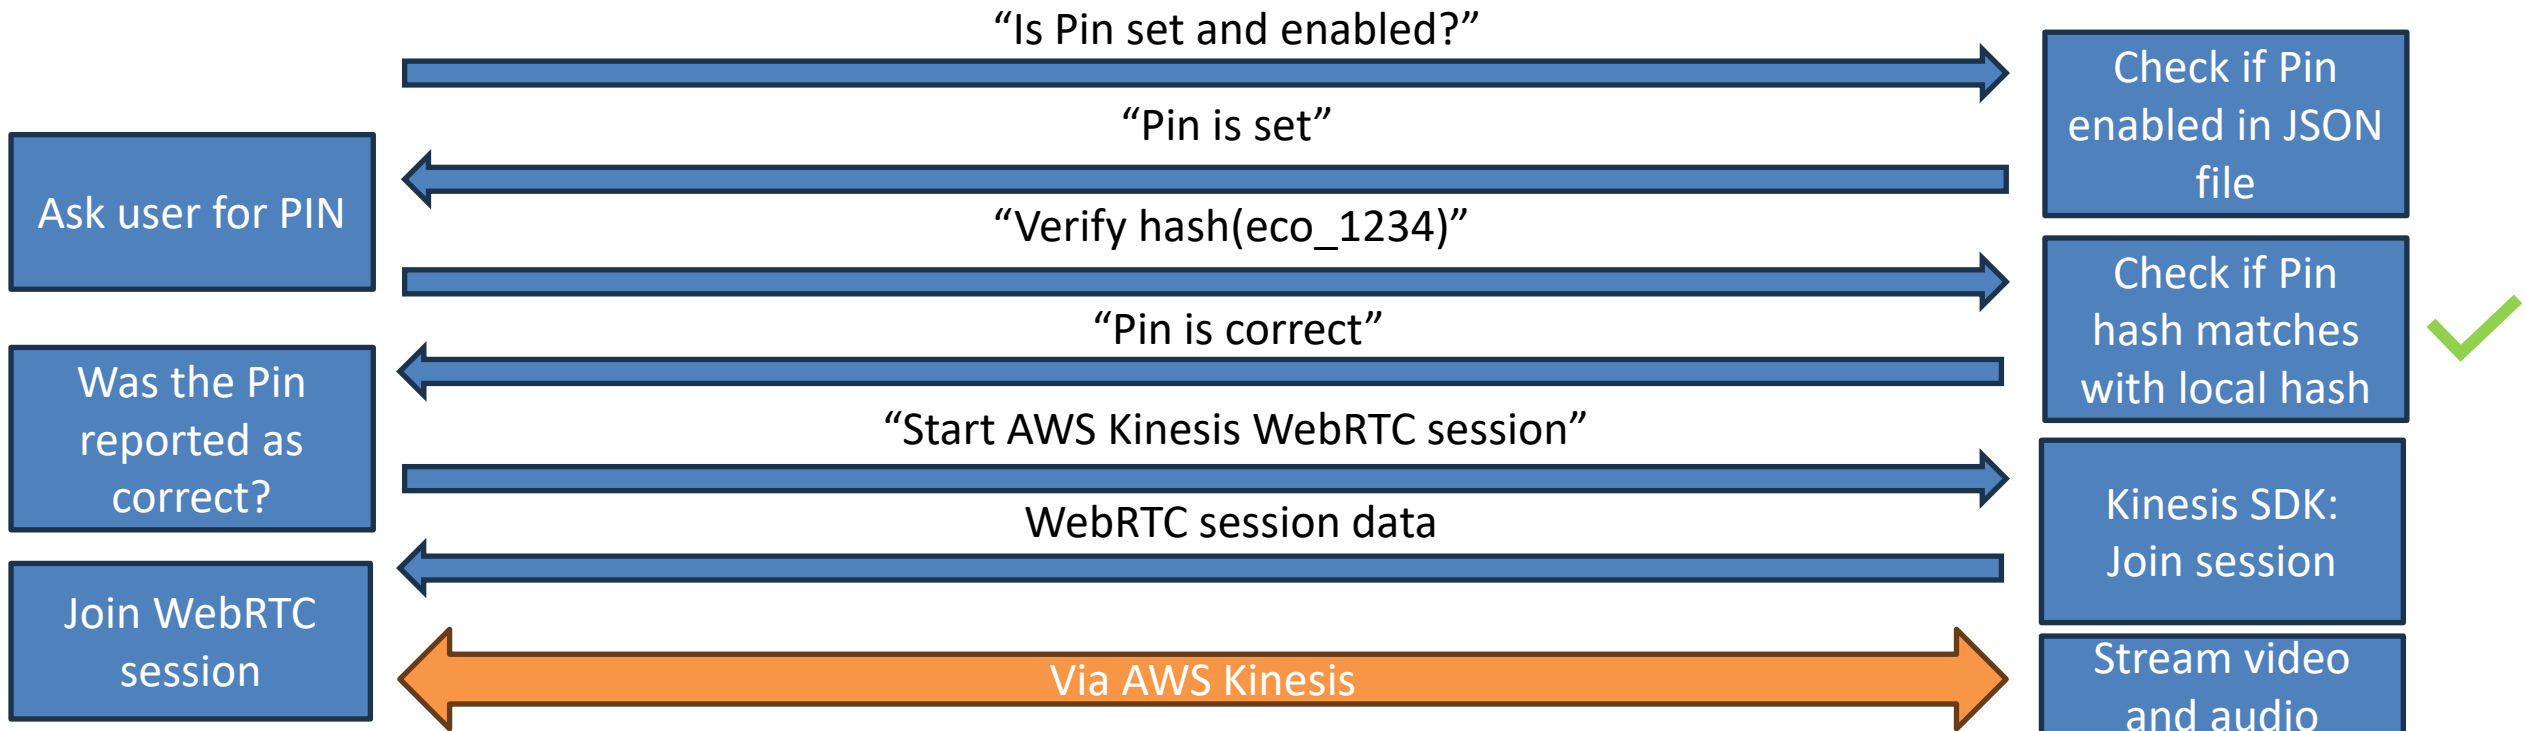 “Is Pin set and enabled?”
Check if Pin
enabled in JSON
file
“Pin is set”
Ask user for PIN
“Verify hash(eco_1234)”
Check if Pin
hash matches
with local hash
“Pin is correct”
Was the Pin
reported as
correct?
“Start AWS Kinesis WebRTC session”
Kinesis SDK:
Join session
WebRTC session data
Join WebRTC
session
Via AWS Kinesis
Stream video
and audio